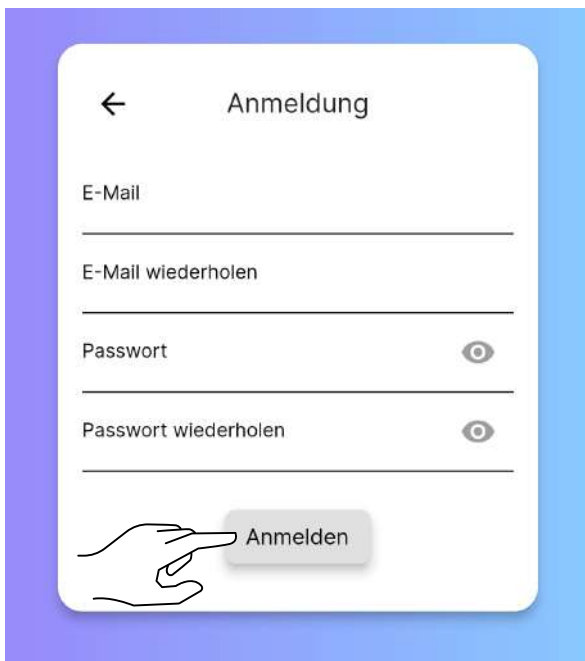 Anmeldung
E-Mail
E-Mail wiederholen
Passwort
Passwort wiederholen
Anmelden